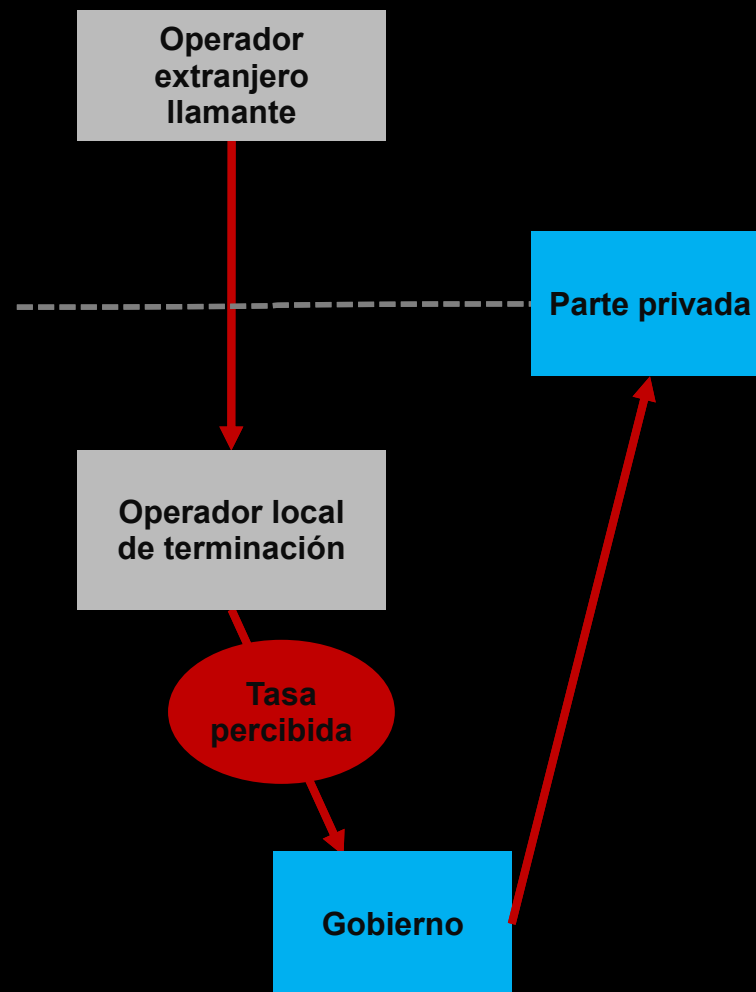 Operador
extranjero
llamante
Parte privada
Operador local
de terminación
Tasa
percibida
Gobierno